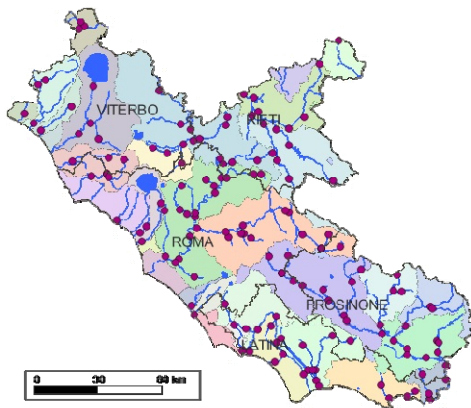 VITERBO
RIETI
ROMA
FROSINONE
LATINA
0 30 60 km